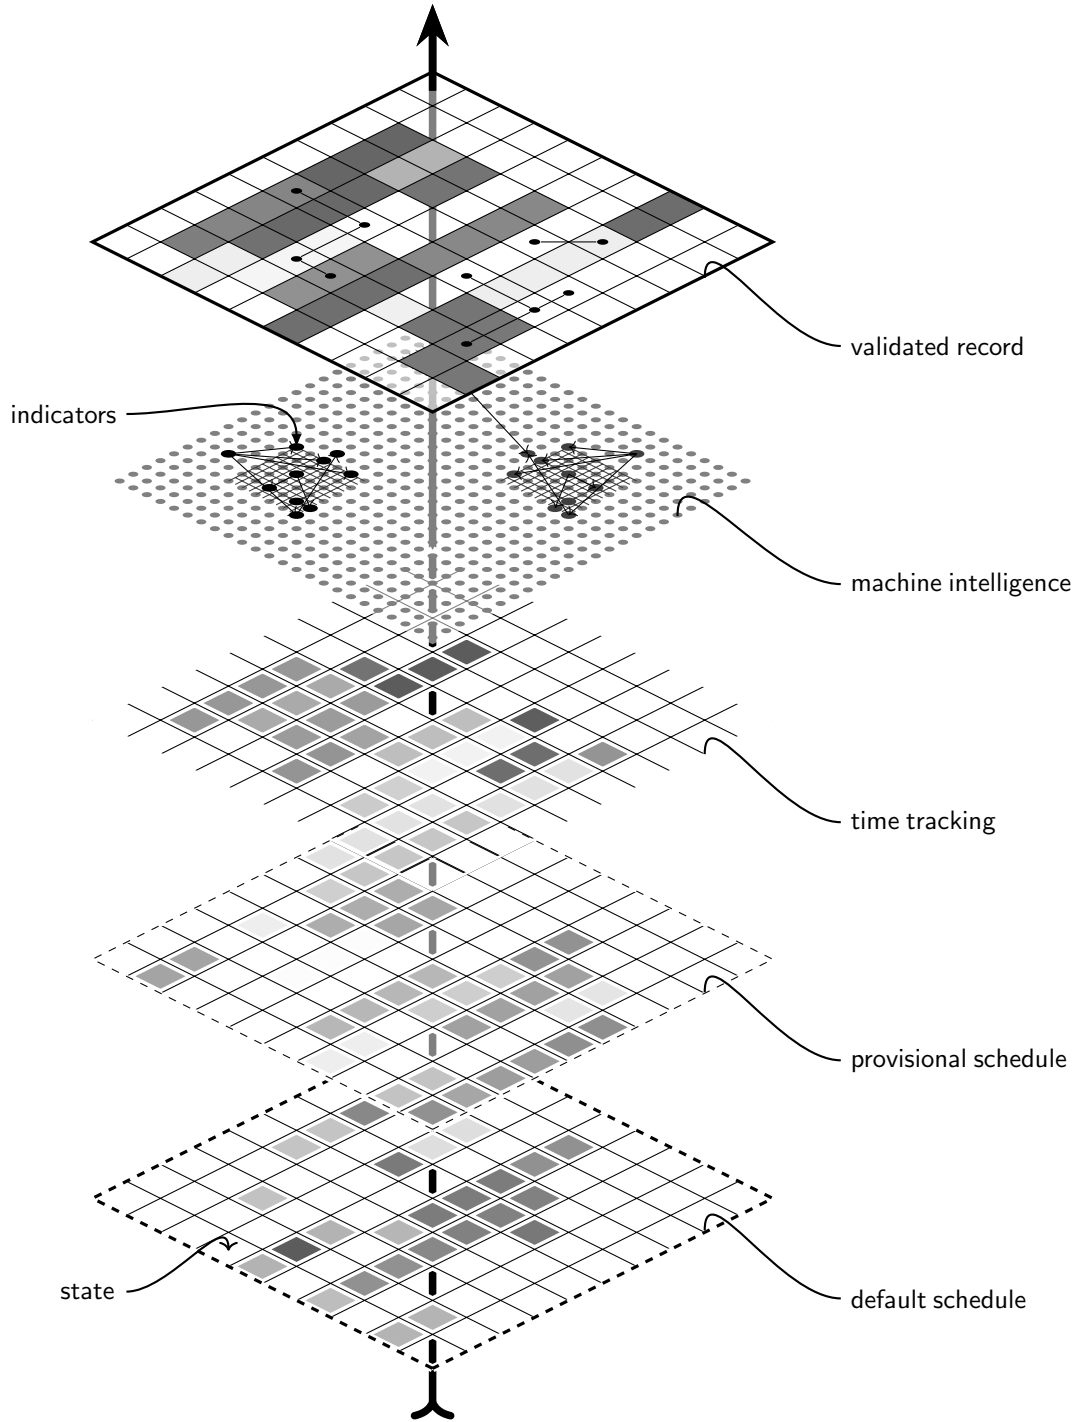 validated record
indicators
machine intelligence
time tracking
provisional schedule
state
default schedule